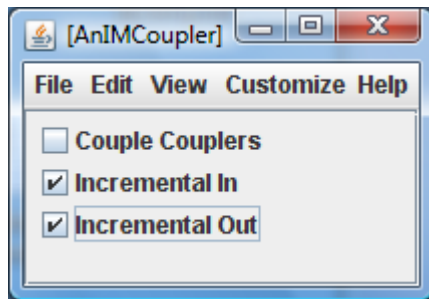 [AnIMCoupler]
File Edit View Customize Help
Couple Couplers
Incremental In
Incremental Out